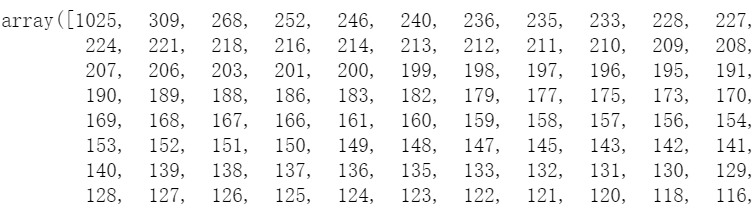 array([1025, 309, 268, 252, 246, 240, 236, 235, 233, 228, 227,
224, 221, 218, 216, 214, 213, 212, 211, 210, 209, 208,
207, 206, 203, 201, 200, 199, 198, 197, 196, 195, 191,
190, 189, 188, 186, 183, 182, 179, 177, 175, 173, 170,
169, 168, 167, 166, 161, 160, 159, 158, 157, 156, 154,
153, 152, 151, 150, 149, 148, 147, 145, 143, 142, 141,
140, 139, 138, 137, 136, 135, 133, 132, 131, 130, 129,
128, 127, 126, 125, 124, 123, 122, 121, 120, 118, 116,